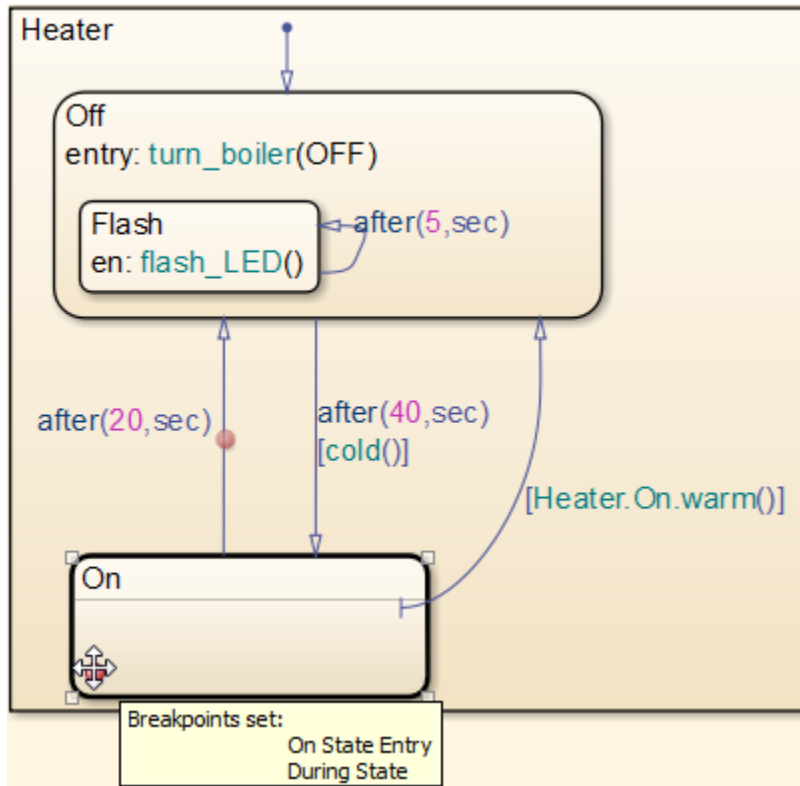 Heater
Off
entry: turn_boiler(OFF)
Flash
en: flash_LED()
after(5,sec)
after(20,sec)
after(40,sec)
[cold()]
[Heater.On.warm()]
On
Breakpoints set:
On State Entry
During State